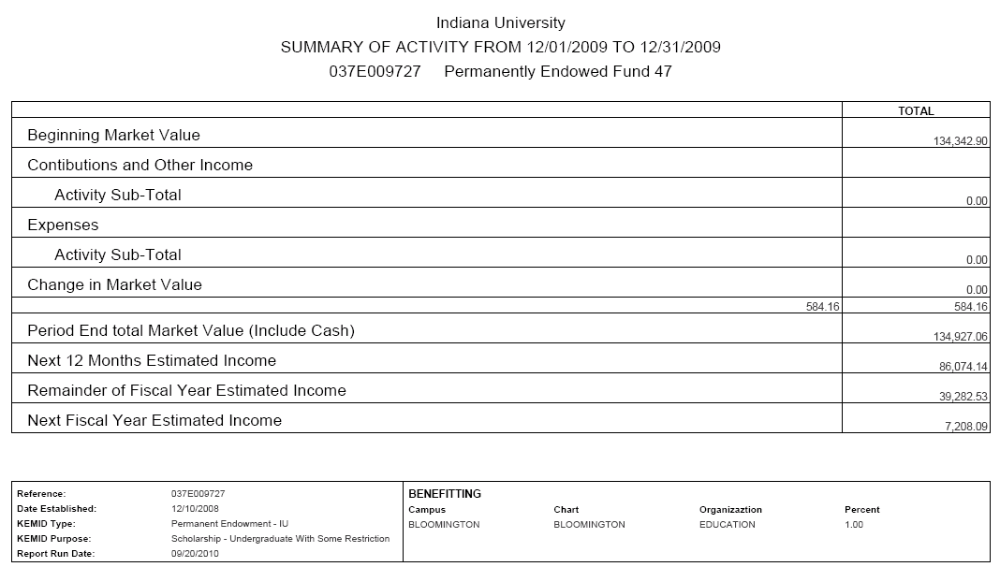 Indiana University
SUMMARY OF ACTIVITY FROM 12/01/2009 TO 12/31/2009
037E009727 Permanently Endowed Fund 47
TOTAL
Beginning Market Value 134,342.90
Contibutions and Other Income
Activity Sub-Total 0.00
Expenses
Activity Sub-Total 0.00
Change in Market Value 0.00
584.16 584.16
Period End total Market Value (Include Cash) 134,927.06
Next 12 Months Estimated Income 86,074.14
Remainder of Fiscal Year Estimated Income 39,282.53
Next Fiscal Year Estimated Income 7,208.09
Reference: 037E009727
Date Established: 12/10/2008
KEMID Type: Permanent Endowment - IU
KEMID Purpose: Scholarship - Undergraduate With Some Restriction
Report Run Date: 09/20/2010
BENEFITTING
Campus Chart Organizaztion Percent
BLOOMINGTON BLOOMINGTON EDUCATION 1.00